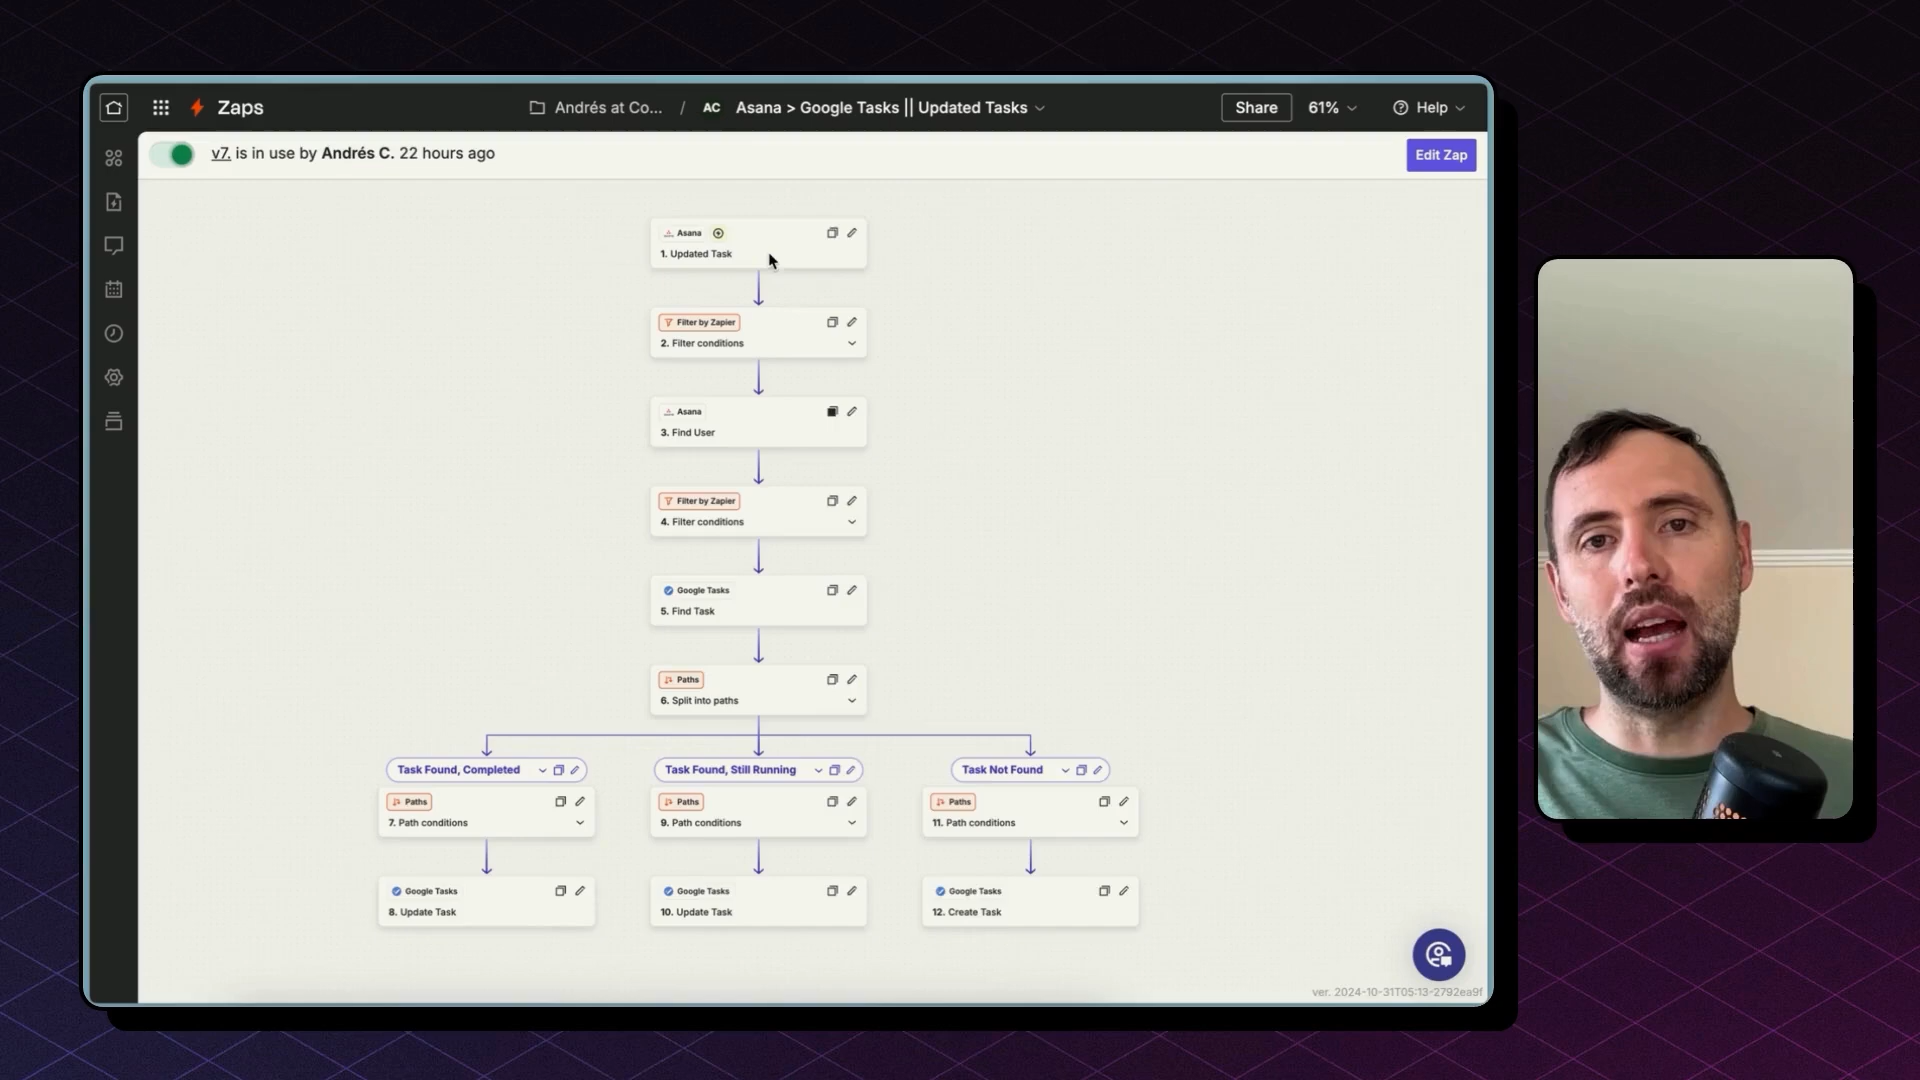 Zaps
Andrés at Co... / AC Asana > Google Tasks || Updated Tasks
Share 61% Help
v7. is in use by Andrés C. 22 hours ago
Edit Zap
Asana
1. Updated Task
Filter by Zapier
2. Filter conditions
Asana
3. Find User
Filter by Zapier
4. Filter conditions
Google Tasks
5. Find Task
Paths
6. Split into paths
Task Found, Completed
Paths
7. Path conditions
Google Tasks
8. Update Task
Task Found, Still Running
Paths
9. Path conditions
Google Tasks
10. Update Task
Task Not Found
Paths
11. Path conditions
Google Tasks
12. Create Task
ver. 2024-10-31T05:13-2792ea9f